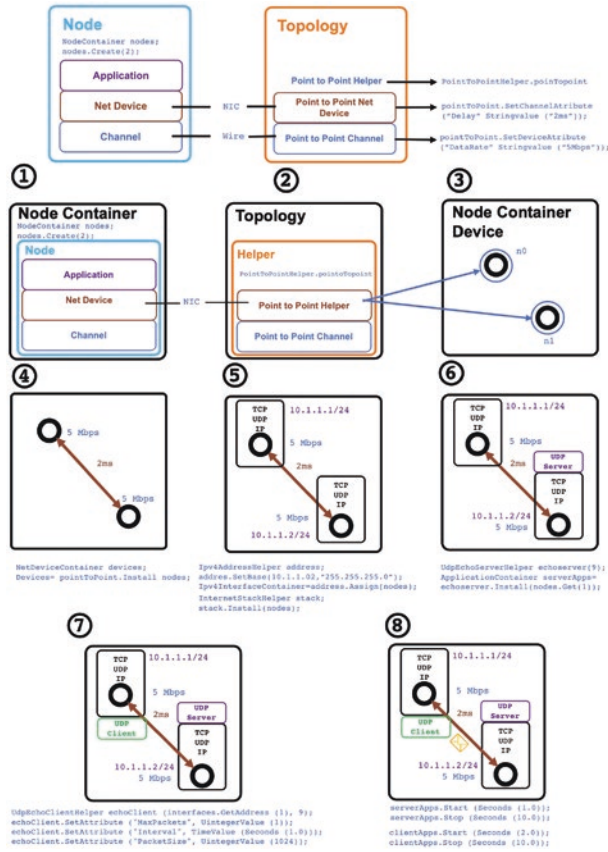 Node
NodeContainer nodes;
nodes.Create(2);
Application
Net Device
Channel
NIC
Wire
Topology
Point to Point Helper
Point to Point Net
Device
Point to Point Channel
PointToPointHelper.poinTopoint
pointToPoint.SetChannelAtribute
("Delay" Stringvalue ("2ms"));
pointToPoint.SetDeviceAtribute
("DataRate" Stringvalue ("5Mbps"));
1
Node Container
NodeContainer nodes;
nodes.Create(2);
Node
Application
Net Device
Channel
NIC
2
Topology
Helper
PointToPointHelper.pointoTopoint
Point to Point Helper
Point to Point Channel
3
Node Container
Device
n0
n1
4
5 Mbps
2ms
5 Mbps
NetDeviceContainer devices;
Devices= pointToPoint.Install nodes;
5
TCP
UDP
IP
10.1.1.1/24
5 Mbps
2ms
TCP
UDP
IP
5 Mbps
10.1.1.2/24
Ipv4AddressHelper address;
addres.SetBase(10.1.1.02,"255.255.255.0");
Ipv4InterfaceContainer=address.Assign(nodes);
InternetStackHelper stack;
stack.Install(nodes);
6
TCP
UDP
IP
10.1.1.1/24
5 Mbps
2ms
UDP
Server
TCP
UDP
IP
10.1.1.2/24
5 Mbps
UdpEchoServerHelper echoserver(9);
ApplicationContainer serverApps=
echoserver.Install(nodes.Get(1));
7
TCP
UDP
IP
10.1.1.1/24
5 Mbps
2ms
UDP
Client
UDP
Server
TCP
UDP
IP
10.1.1.2/24
5 Mbps
UdpEchoClientHelper echoClient (interfaces.GetAddress (1), 9);
echoClient.SetAttribute ("MaxPackets", UintegerValue (1));
echoClient.SetAttribute ("Interval", TimeValue (Seconds (1.0)));
echoClient.SetAttribute ("PacketSize", UintegerValue (1024));
8
TCP
UDP
IP
10.1.1.1/24
5 Mbps
2ms
UDP
Client
UDP
Server
TCP
UDP
IP
10.1.1.2/24
5 Mbps
serverApps.Start (Seconds (1.0));
serverApps.Stop (Seconds (10.0));
clientApps.Start (Seconds (2.0));
clientApps.Stop (Seconds (10.0));